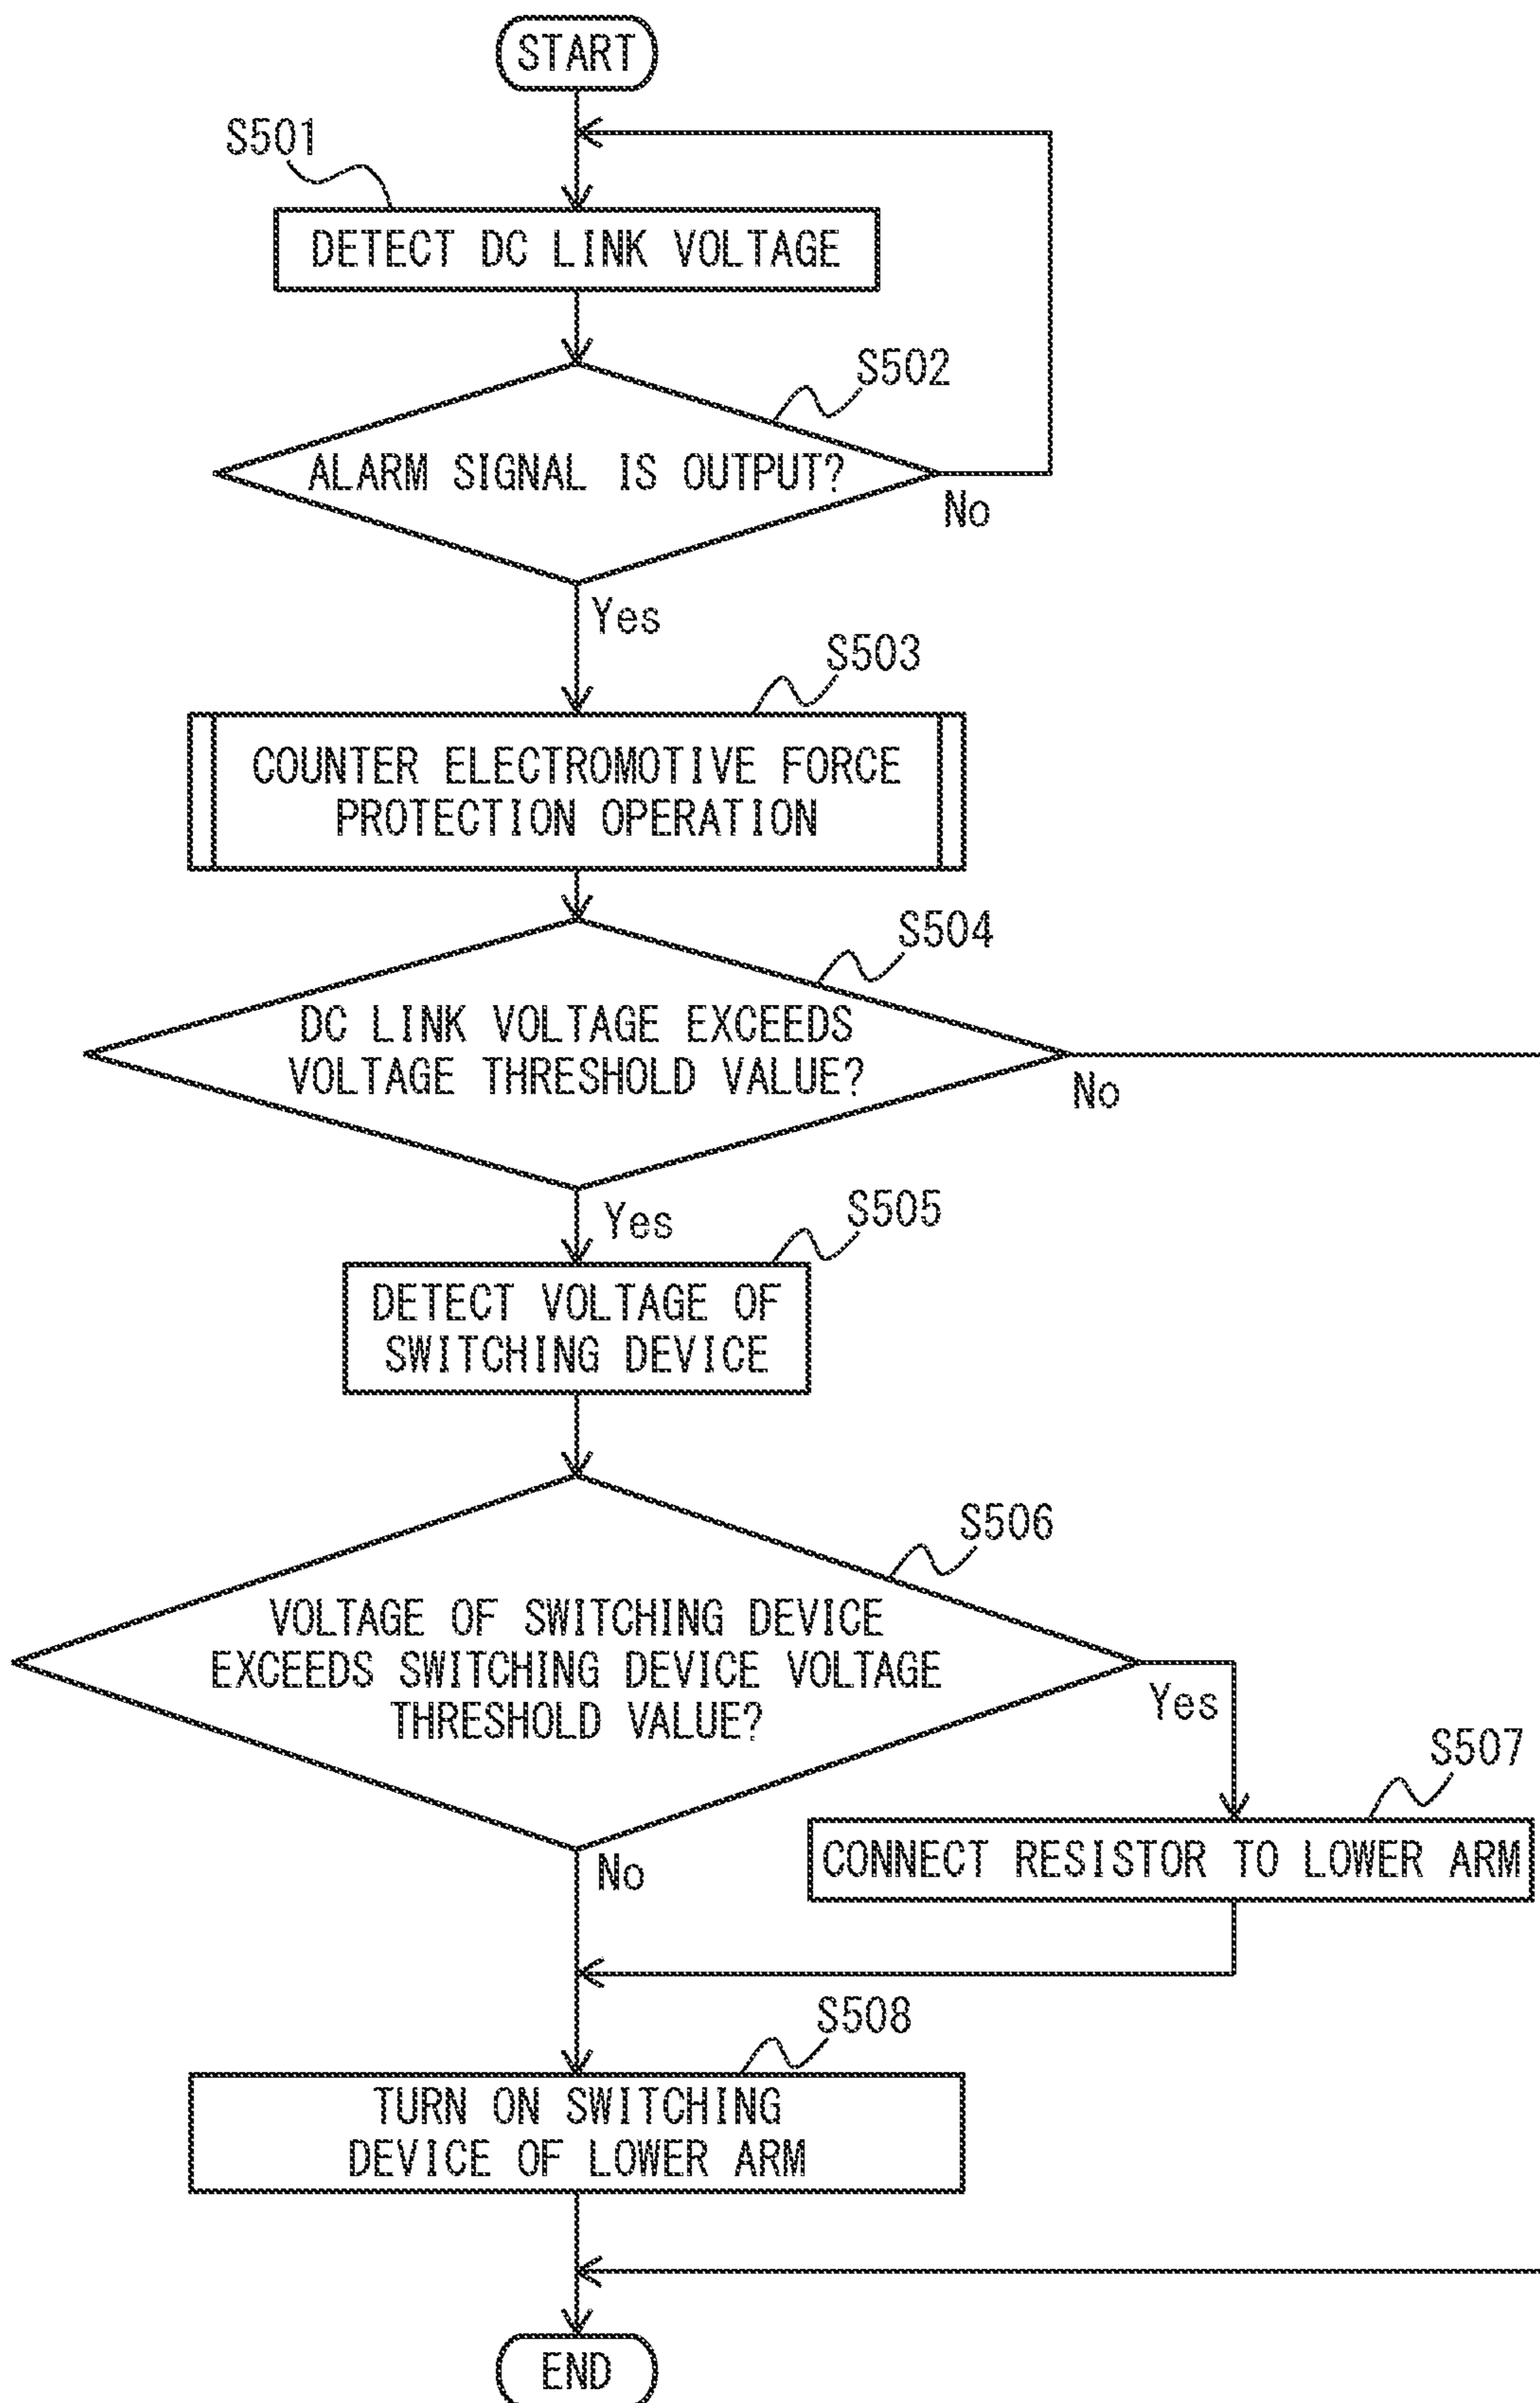 START
S501
DETECT DC LINK VOLTAGE
S502
ALARM SIGNAL IS OUTPUT?
No
Yes
S503
COUNTER ELECTROMOTIVE FORCE
PROTECTION OPERATION
S504
DC LINK VOLTAGE EXCEEDS
VOLTAGE THRESHOLD VALUE?
No
Yes
S505
DETECT VOLTAGE OF
SWITCHING DEVICE
S506
VOLTAGE OF SWITCHING DEVICE
EXCEEDS SWITCHING DEVICE VOLTAGE
THRESHOLD VALUE?
Yes
S507
CONNECT RESISTOR TO LOWER ARM
No
S508
TURN ON SWITCHING
DEVICE OF LOWER ARM
END